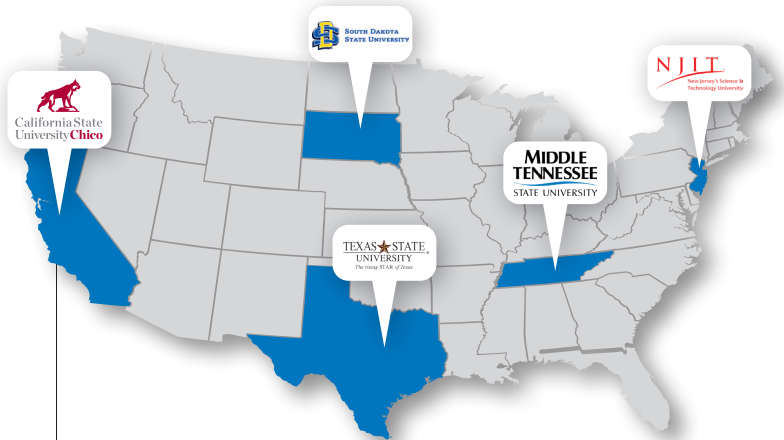 SOUTH DAKOTA
STATE UNIVERSITY
NJIT
New Jersey's Science &
Technology University
California State
University Chico
MIDDLE
TENNESSEE
STATE UNIVERSITY
TEXAS STATE
UNIVERSITY
The rising STAR of Texas